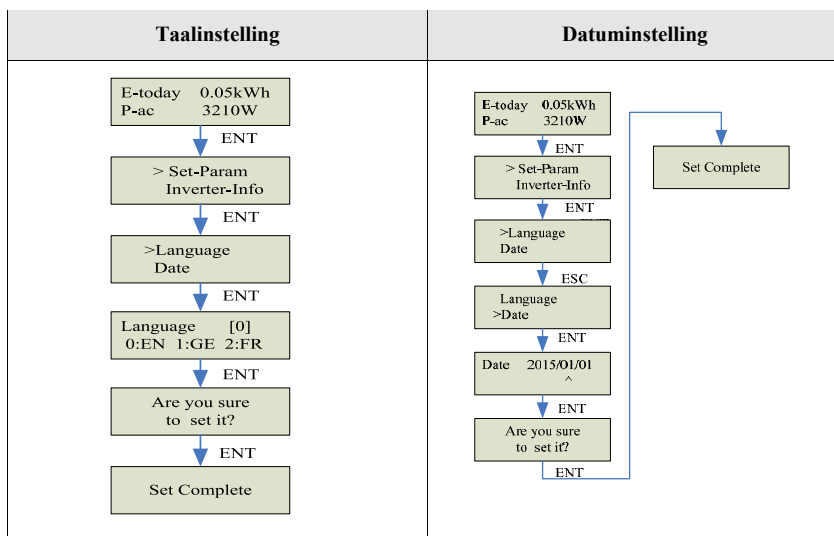 Taalinstelling
E-today 0.05kWh
P-ac 3210W
ENT
> Set-Param
Inverter-Info
ENT
>Language
Date
ENT
Language [0]
0:EN 1:GE 2:FR
ENT
Are you sure
to set it?
ENT
Set Complete
Datuminstelling
E-today 0.05kWh
P-ac 3210W
ENT
> Set-Param
Inverter-Info
ENT
>Language
Date
ESC
Language
>Date
ENT
Date 2015/01/01
^
ENT
Are you sure
to set it?
ENT
Set Complete